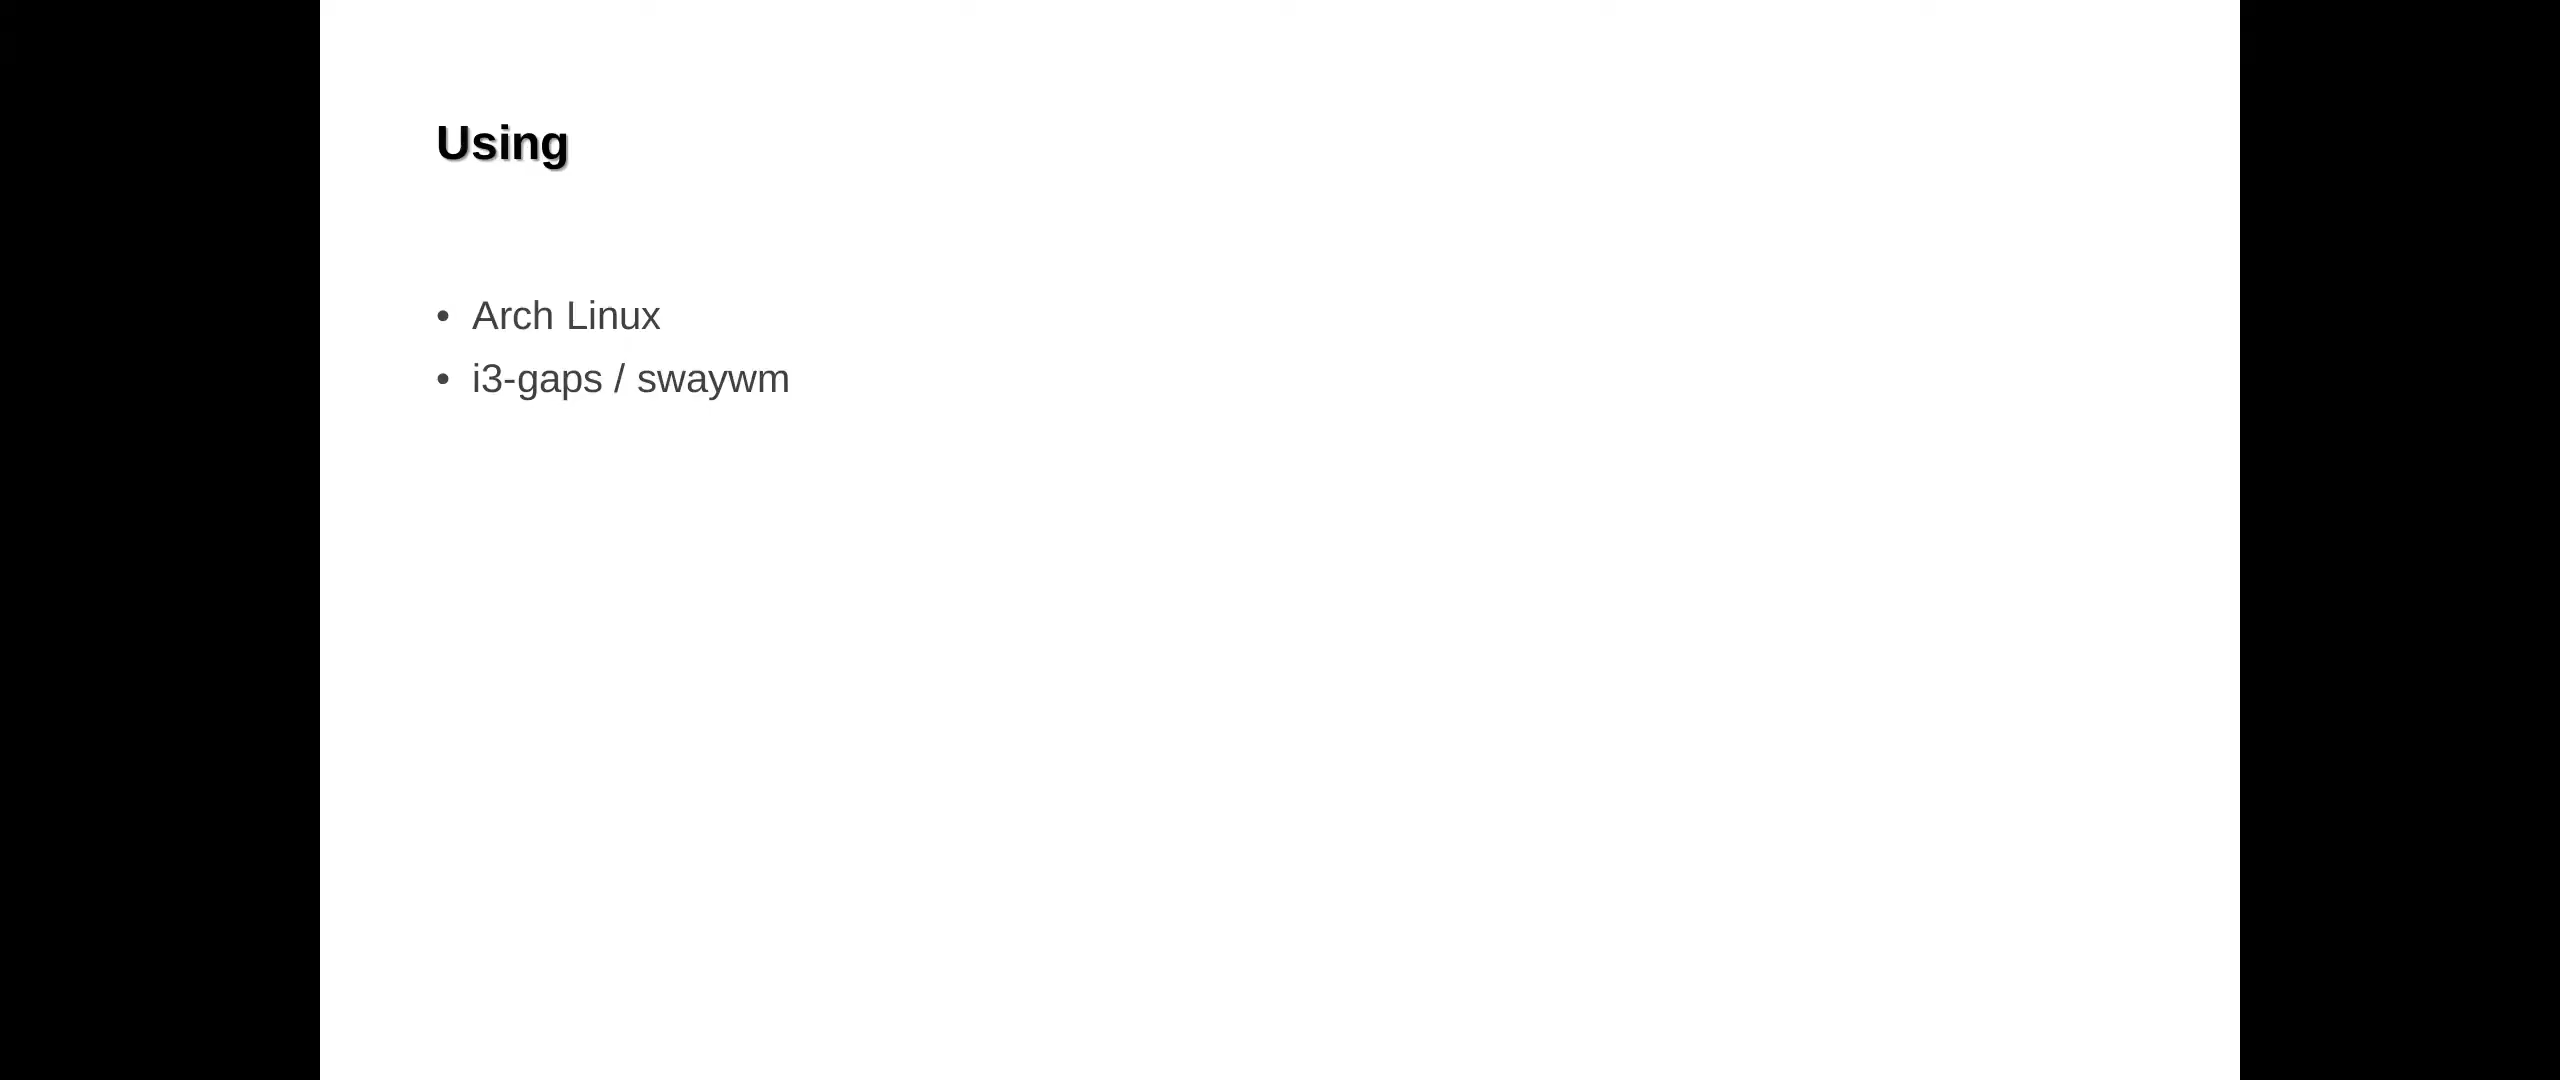 Using
• Arch Linux
• i3-gaps / swaywm